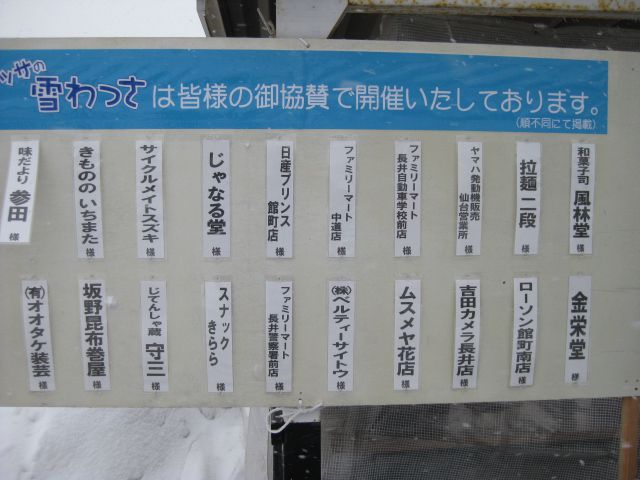 ッサの
雪わっさ は皆様の御協賛で開催いたしております。
(順不同にて掲載)
和菓子司 風林堂 様
拉麺二段 様
ヤマハ発動機販売 仙台営業所 様
ファミリーマート 長井自動車学校前店 様
ファミリーマート 中道店 様
日産プリンス 館町店 様
じゃなる堂 様
サイクルメイトスズキ 様
きもののいちまた 様
味だより 参田 様
金栄堂 様
ローソン館町南店 様
吉田カメラ長井店 様
ムスメヤ花店 様
㈱ベルティーサイトウ 様
ファミリーマート 長井警察署前店 様
スナック きらら 様
じてんしゃ蔵 守三 様
坂野昆布巻屋 様
㈲オオタケ装芸 様